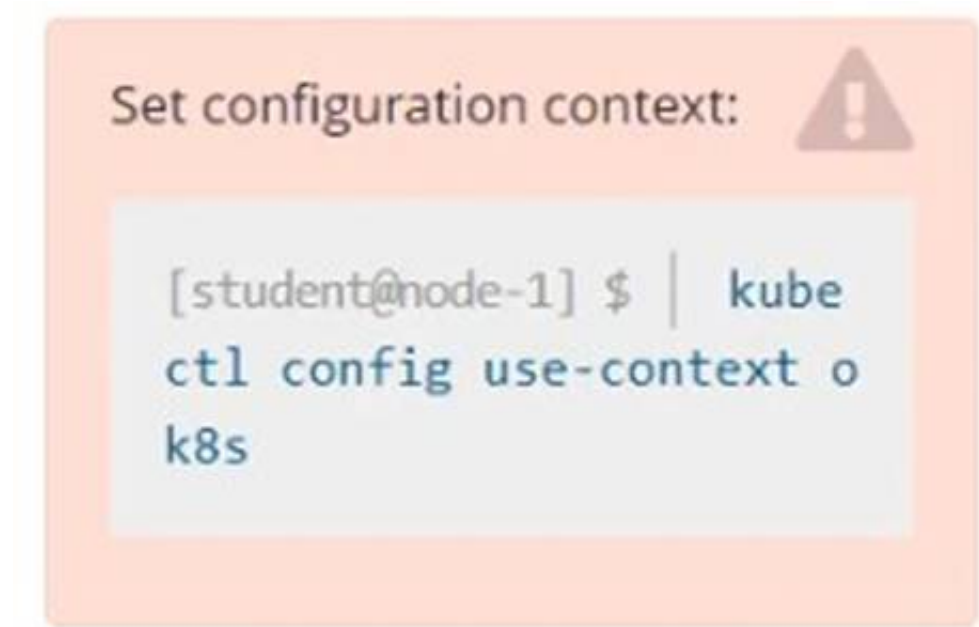 Set configuration context:
[student@node-1] $ | kube
ctl config use-context o
k8s